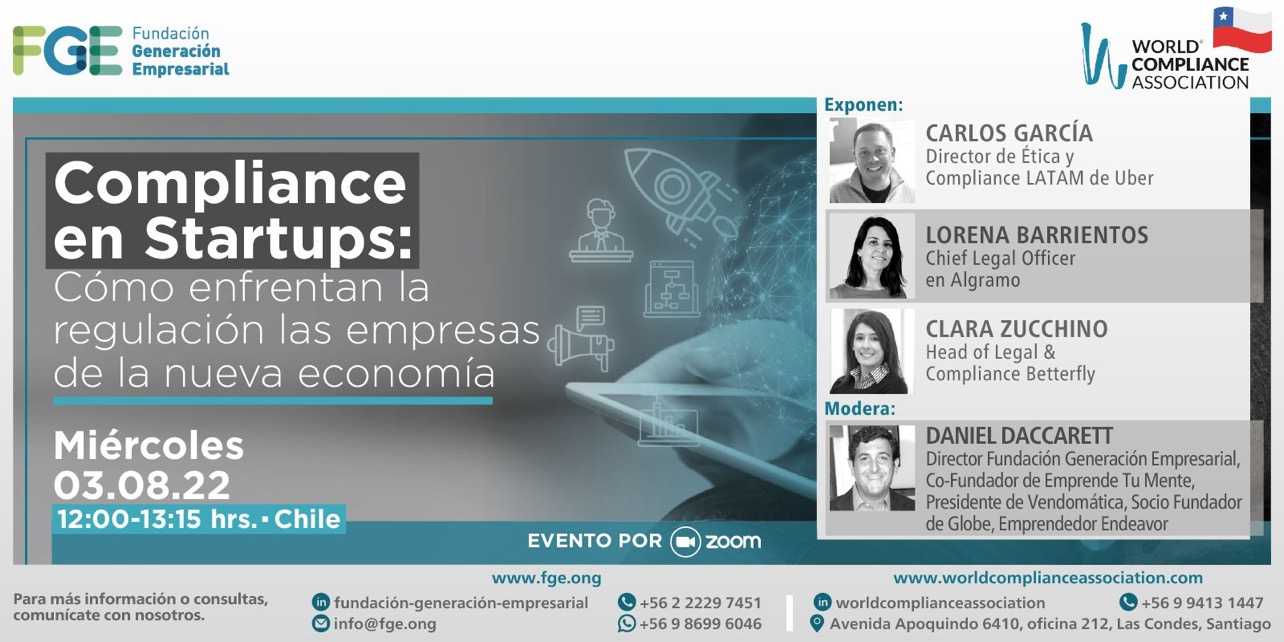 FGE Fundación
Generación
Empresarial
WORLD®
COMPLIANCE
ASSOCIATION
Compliance
en Startups:
Cómo enfrentan la
regulación las empresas
de la nueva economía
Miércoles
03.08.22
12:00-13:15 hrs. · Chile
EVENTO POR zoom
Exponen:
CARLOS GARCÍA
Director de Ética y
Compliance LATAM de Uber
LORENA BARRIENTOS
Chief Legal Officer
en Algramo
CLARA ZUCCHINO
Head of Legal &
Compliance Betterfly
Modera:
DANIEL DACCARETT
Director Fundación Generación Empresarial,
Co-Fundador de Emprende Tu Mente,
Presidente de Vendomática, Socio Fundador
de Globe, Emprendedor Endeavor
Para más información o consultas,
comunícate con nosotros.
www.fge.ong
in fundación-generación-empresarial +56 2 2229 7451
info@fge.ong +56 9 8699 6046
www.worldcomplianceassociation.com
in worldcomplianceassociation +56 9 9413 1447
Avenida Apoquindo 6410, oficina 212, Las Condes, Santiago